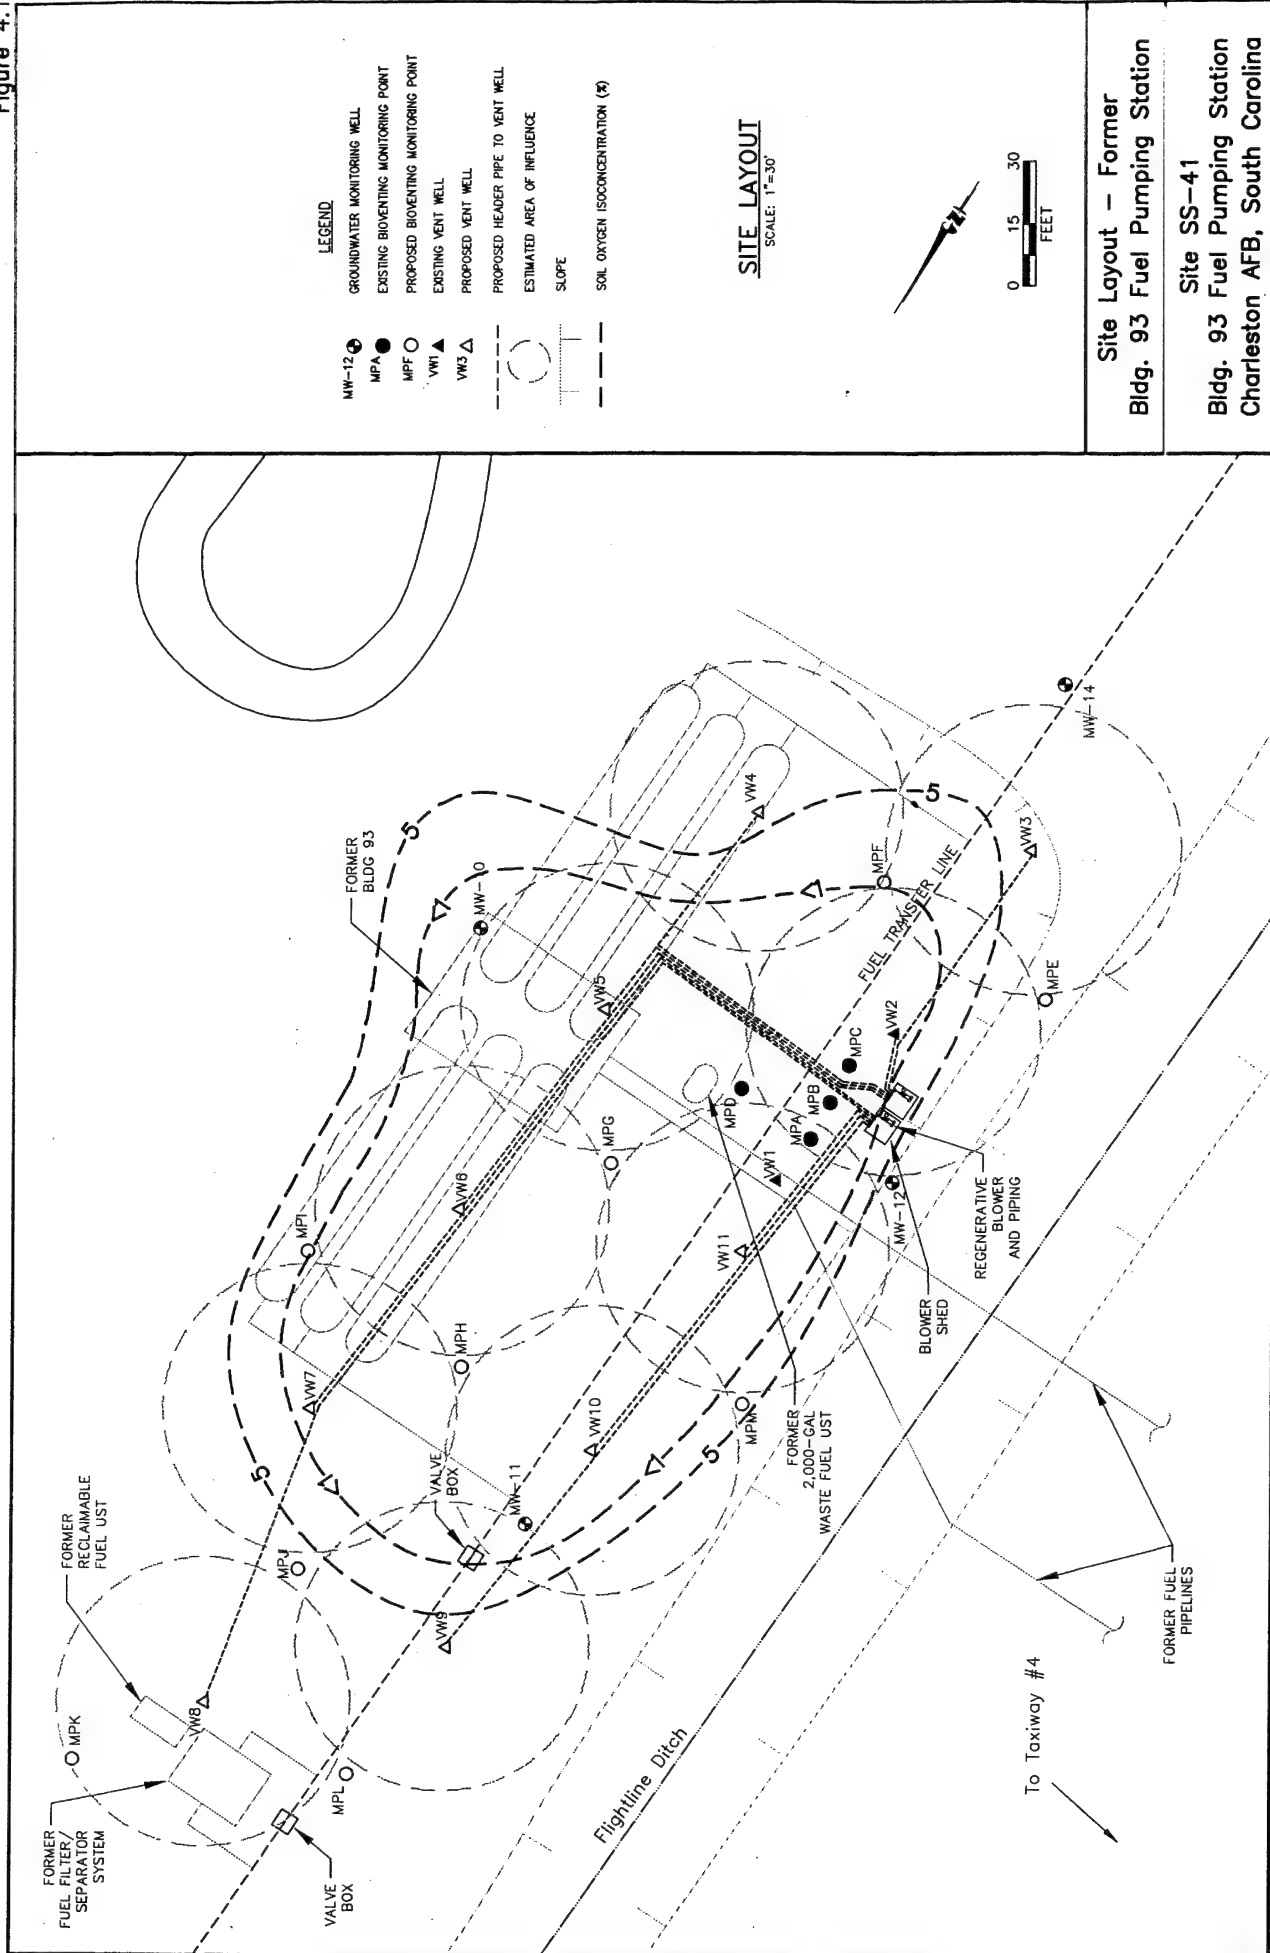 Figure 4.
LEGEND
MW-12 GROUNDWATER MONITORING WELL
MPA EXISTING BIOVENTING MONITORING POINT
MPF PROPOSED BIOVENTING MONITORING POINT
VW1 EXISTING VENT WELL
VW3 PROPOSED VENT WELL
PROPOSED HEADER PIPE TO VENT WELL
ESTIMATED AREA OF INFLUENCE
SLOPE
SOIL OXYGEN ISOCONCENTRATION (%)
SITE LAYOUT
SCALE: 1"=30'
0 15 30
FEET
Site Layout - Former
Bldg. 93 Fuel Pumping Station
Site SS-41
Bldg. 93 Fuel Pumping Station
Charleston AFB, South Carolina
FORMER
FUEL FILTER/
SEPARATOR
SYSTEM
FORMER
RECLAIMABLE
FUEL UST
FORMER
BLDG 93
MPK
VW8
MPJ
VW7
MPI
MW-10
5
5
VALVE
BOX
MPL
VW9
VALVE
BOX
MW-11
MPH
VW6
MPG
VW5
VW4
VW10
VW11
VW1
MPD
MPA
MPB
MPC
VW2
MPF
5
5
MPM
MW-12
MPE
VW3
MW-14
FUEL TRANSFER LINE
FORMER
2,000-GAL
WASTE FUEL UST
BLOWER
SHED
REGENERATIVE
BLOWER
AND PIPING
Flightline Ditch
To Taxiway #4
FORMER FUEL
PIPELINES